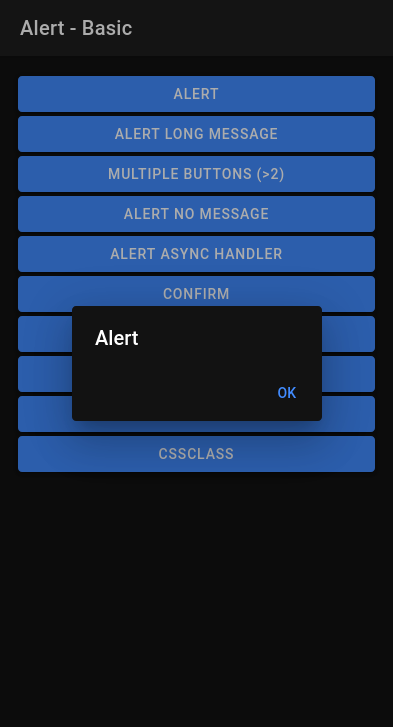 Alert - Basic
ALERT
ALERT LONG MESSAGE
MULTIPLE BUTTONS (>2)
ALERT NO MESSAGE
ALERT ASYNC HANDLER
CONFIRM
Alert
OK
CSSCLASS